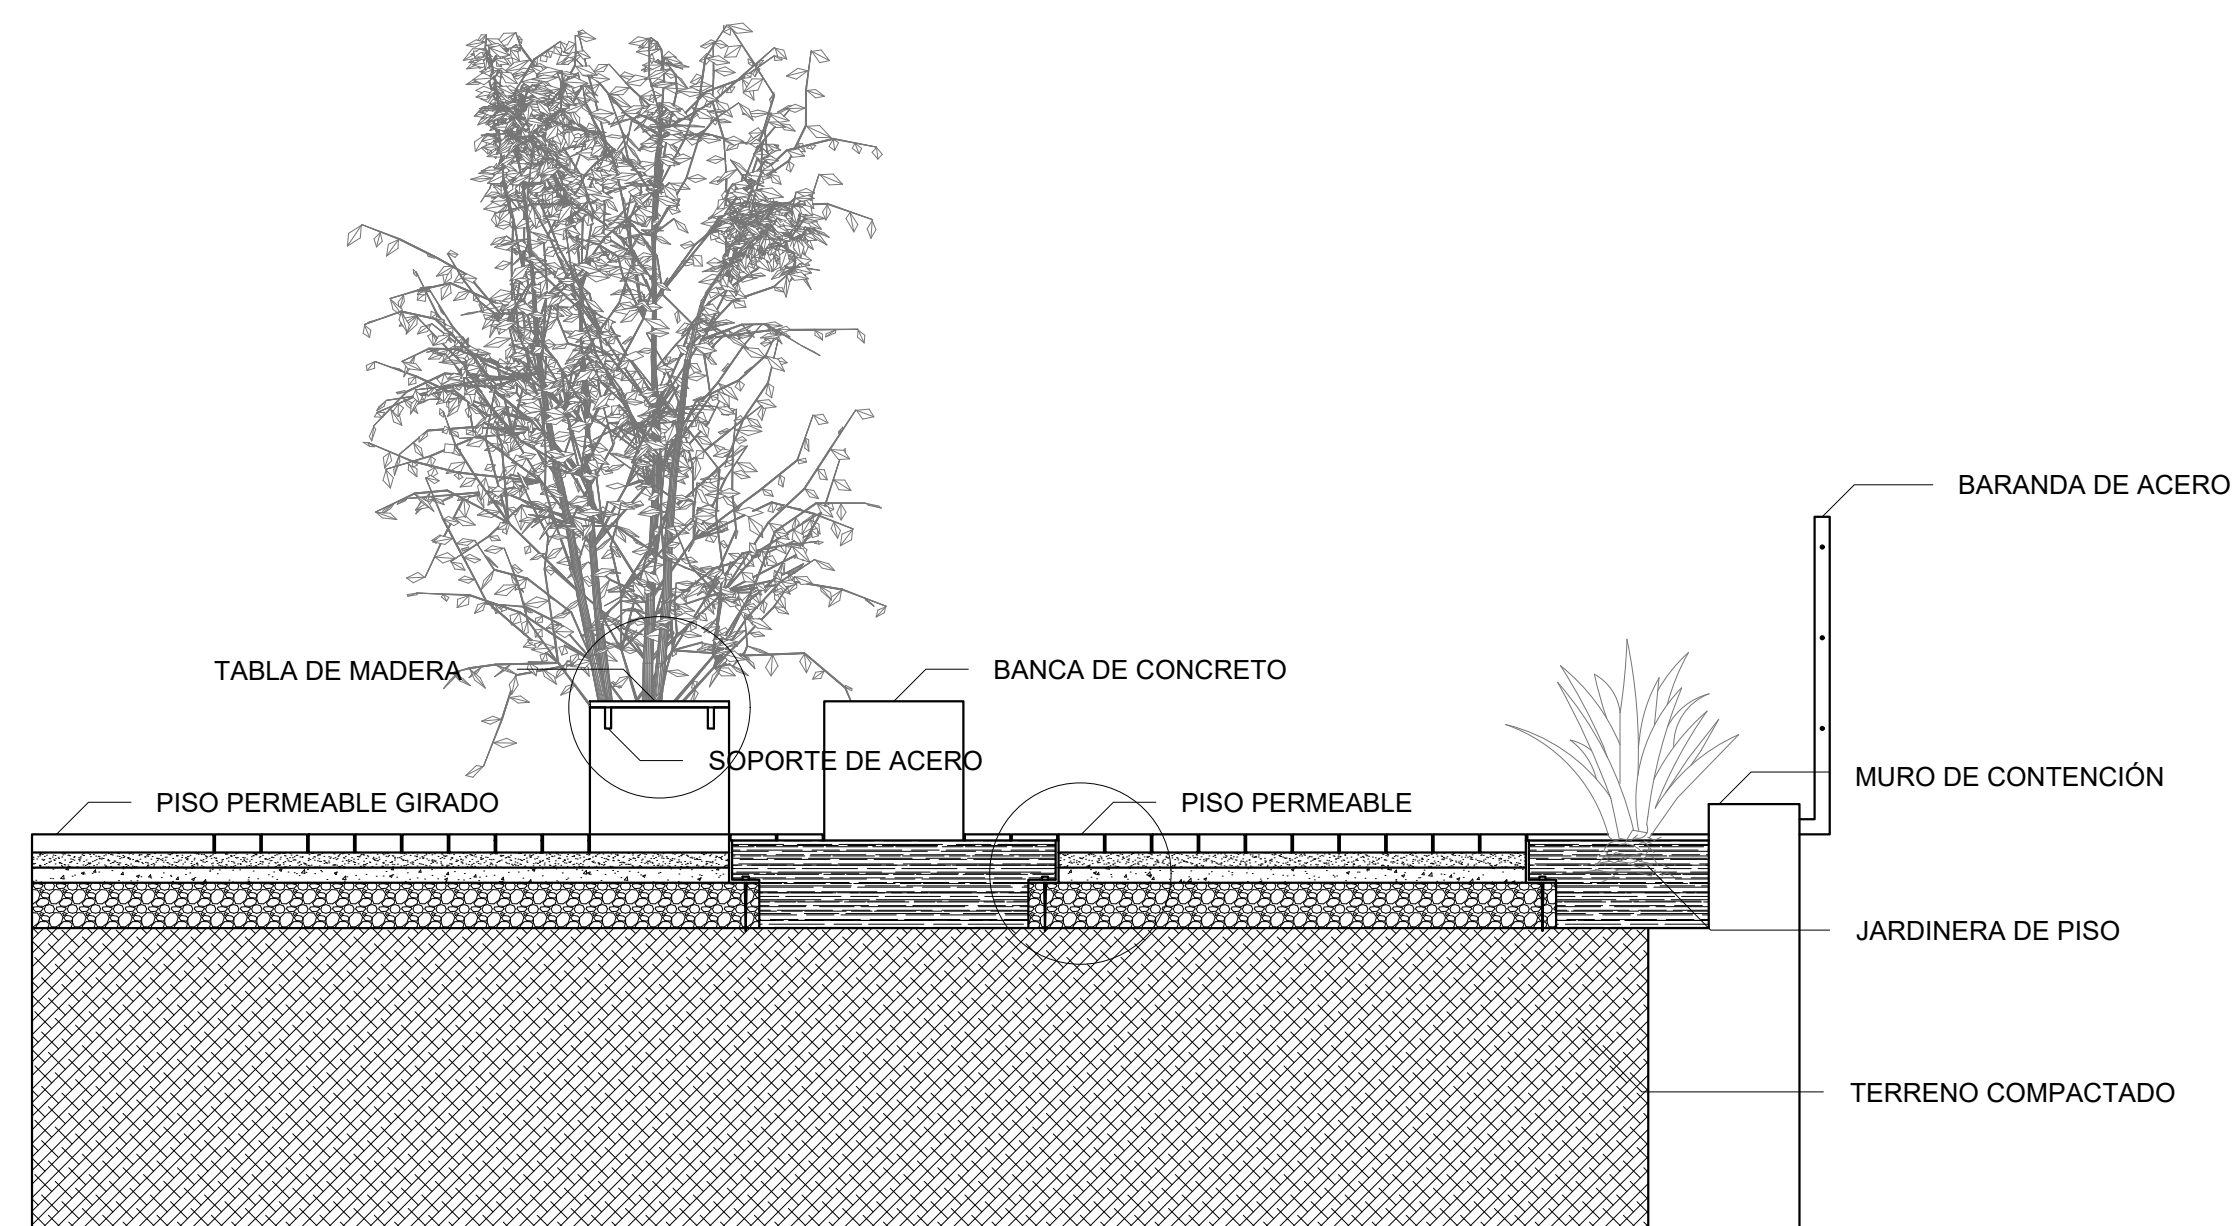 BARANDA DE ACERO
TABLA DE MADERA
BANCA DE CONCRETO
SOPORTE DE ACERO
MURO DE CONTENCIÓN
PISO PERMEABLE GIRADO
PISO PERMEABLE
JARDINERA DE PISO
TERRENO COMPACTADO